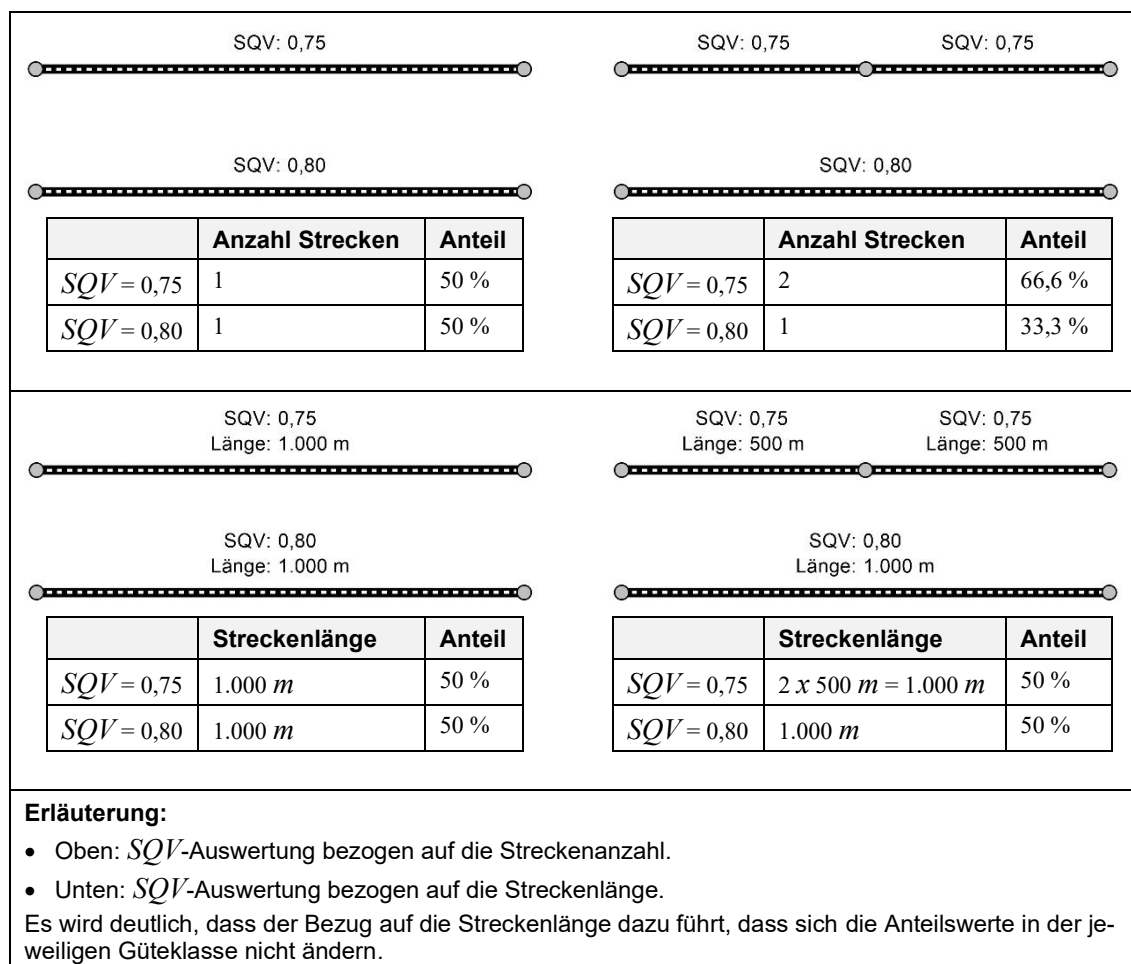 SQV: 0,75
SQV: 0,80
Anzahl Strecken Anteil
SQV = 0,75 1 50 %
SQV = 0,80 1 50 %
SQV: 0,75 SQV: 0,75
SQV: 0,80
Anzahl Strecken Anteil
SQV = 0,75 2 66,6 %
SQV = 0,80 1 33,3 %
SQV: 0,75
Länge: 1.000 m
SQV: 0,80
Länge: 1.000 m
Streckenlänge Anteil
SQV = 0,75 1.000 m 50 %
SQV = 0,80 1.000 m 50 %
SQV: 0,75 SQV: 0,75
Länge: 500 m Länge: 500 m
SQV: 0,80
Länge: 1.000 m
Streckenlänge Anteil
SQV = 0,75 2 x 500 m = 1.000 m 50 %
SQV = 0,80 1.000 m 50 %
Erläuterung:
• Oben: SQV-Auswertung bezogen auf die Streckenanzahl.
• Unten: SQV-Auswertung bezogen auf die Streckenlänge.
Es wird deutlich, dass der Bezug auf die Streckenlänge dazu führt, dass sich die Anteilswerte in der je-
weiligen Güteklasse nicht ändern.